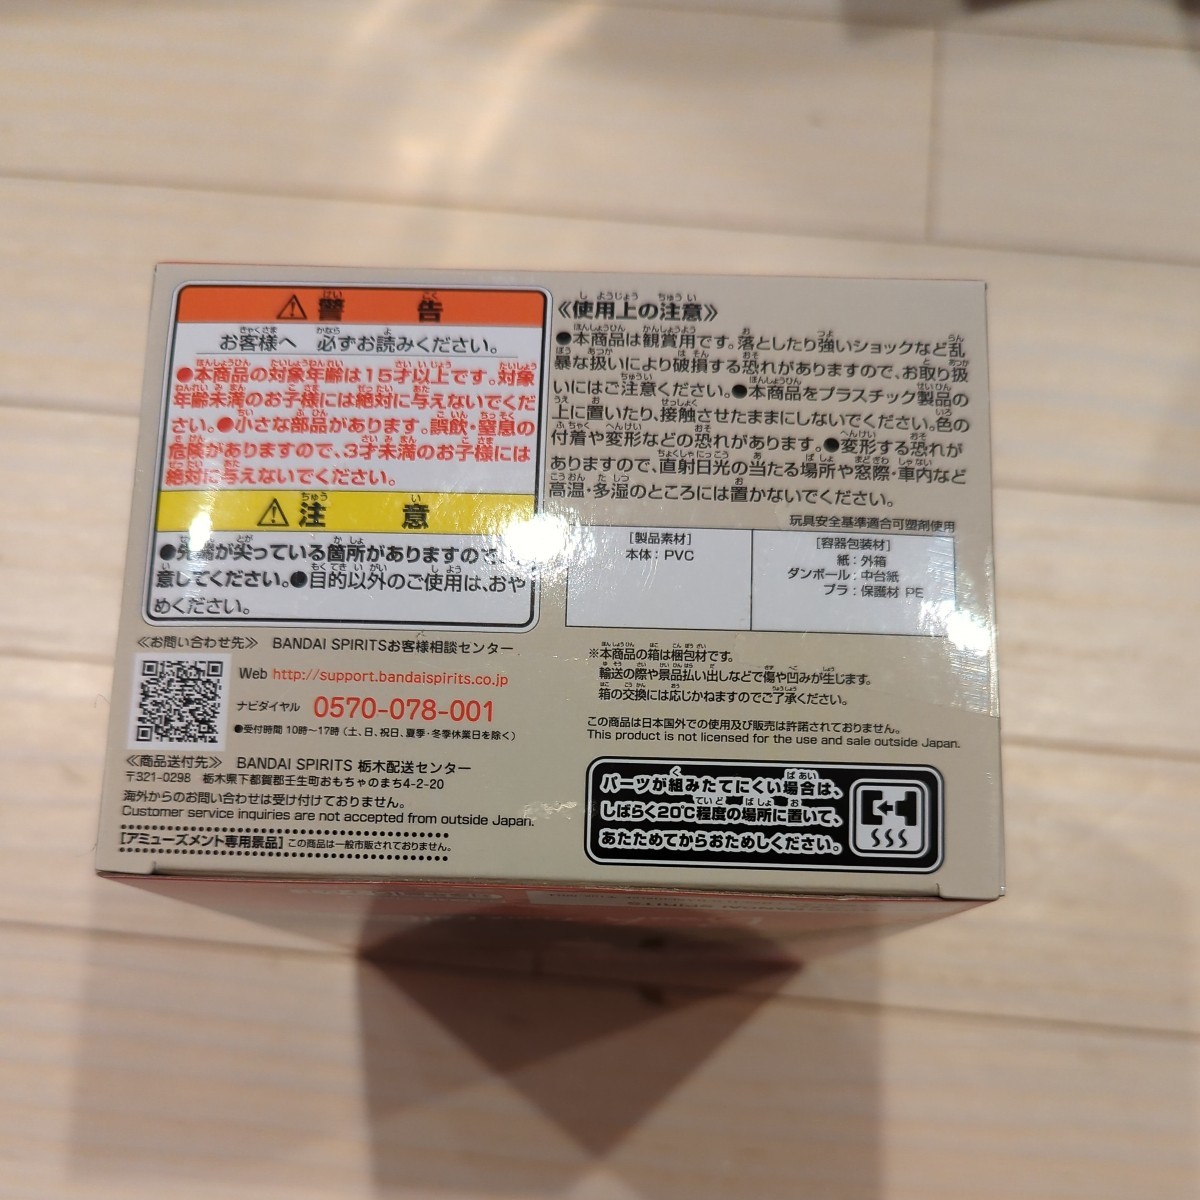 警告
お客様へ 必ずお読みください。
●本商品の対象年齢は15才以上です。対象
年齢未満のお子様には絶対に与えないでくだ
さい。●小さな部品があります。誤飲・窒息の
危険がありますので、3才未満のお子様には
絶対に与えないでください。
注意
●先端が尖っている箇所がありますので、
意してください。●目的以外のご使用は、おや
めください。
≪お問い合わせ先≫ BANDAI SPIRITSお客様相談センター
Web http://support.bandaispirits.co.jp
ナビダイヤル 0570-078-001
●受付時間 10時〜17時(土、日、祝日、夏季・冬季休業日を除く)
≪商品送付先≫ BANDAI SPIRITS 栃木配送センター
〒321-0298 栃木県下都賀郡壬生町おもちゃのまち4-2-20
海外からのお問い合わせは受け付けておりません。
Customer service inquiries are not accepted from outside Japan.
【アミューズメント専用景品】この商品は一般市販されておりません。
≪使用上の注意≫
●本商品は観賞用です。落としたり強いショックなど乱
暴な扱いにより破損する恐れがありますので、お取り扱
いにはご注意ください。●本商品をプラスチック製品の
上に置いたり、接触させたままにしないでください。色の
付着や変形などの恐れがあります。●変形する恐れが
ありますので、直射日光の当たる場所や窓際・車内など
高温・多湿のところには置かないでください。
玩具安全基準適合可塑剤使用
[製品素材]
本体：PVC
[容器包装材]
紙：外箱
ダンボール：中台紙
プラ：保護材 PE
※本商品の箱は梱包材です。
輸送の際や景品払い出しなどで傷や凹みが生じます。
箱の交換には応じかねますのでご了承ください。
この商品は日本国外での使用及び販売は許諾されておりません。
This product is not licensed for the use and sale outside Japan.
パーツが組みたてにくい場合は、
しばらく20℃程度の場所に置いて、
あたためてからおためしください。